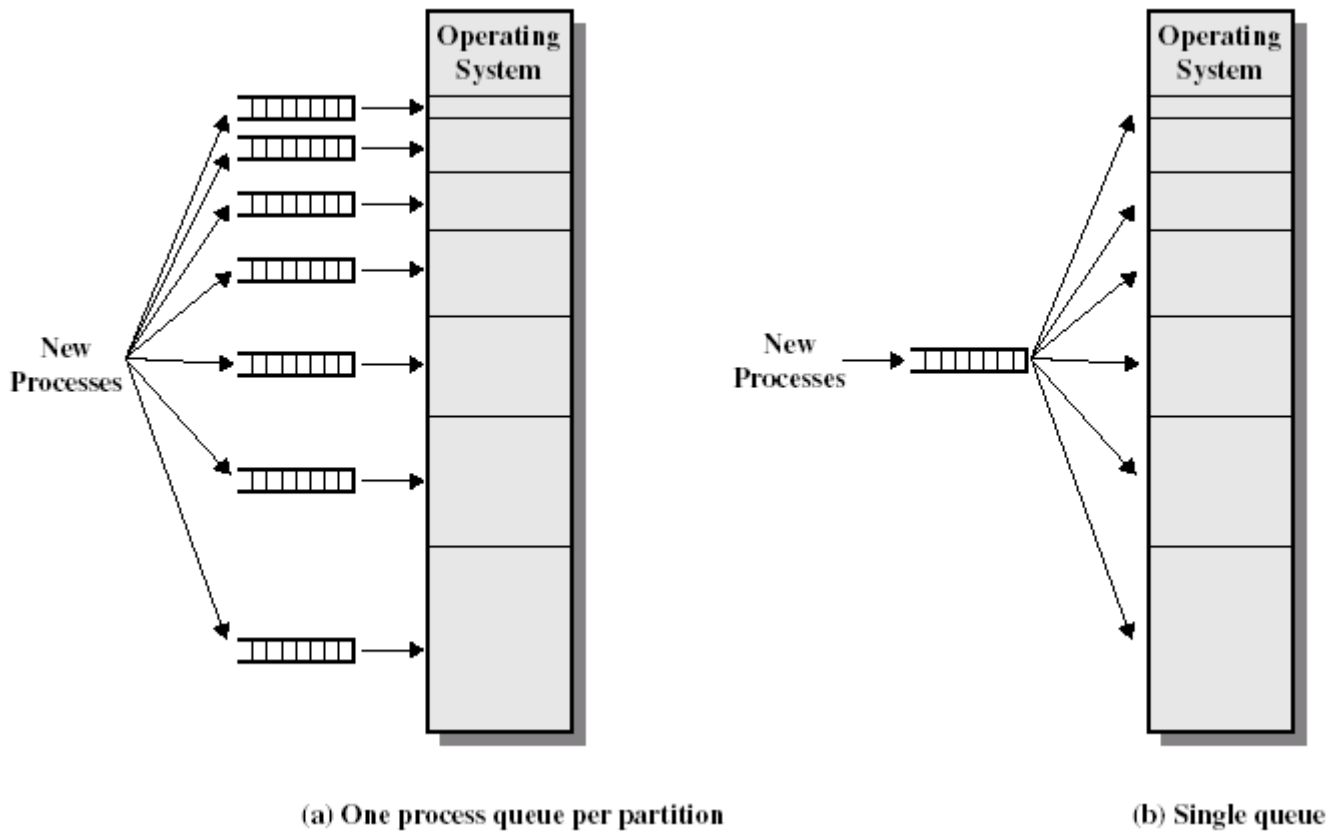 Operating
System
New
Processes
(a) One process queue per partition
Operating
System
New
Processes
(b) Single queue